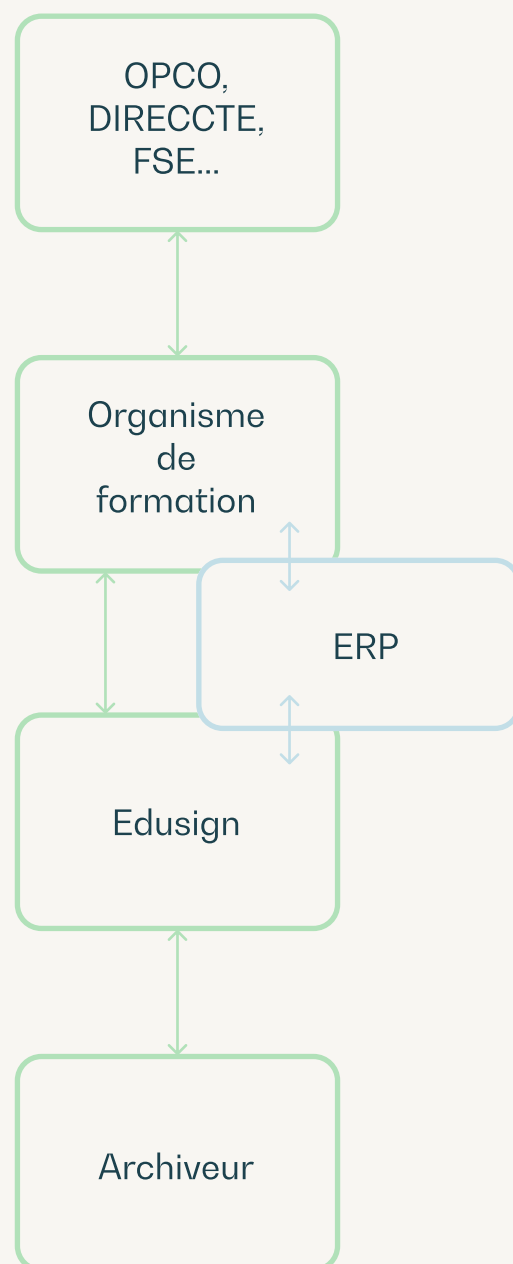 OPCO,
DIRECCTE,
FSE...
Organisme
de
formation
ERP
Edusign
Archiveur